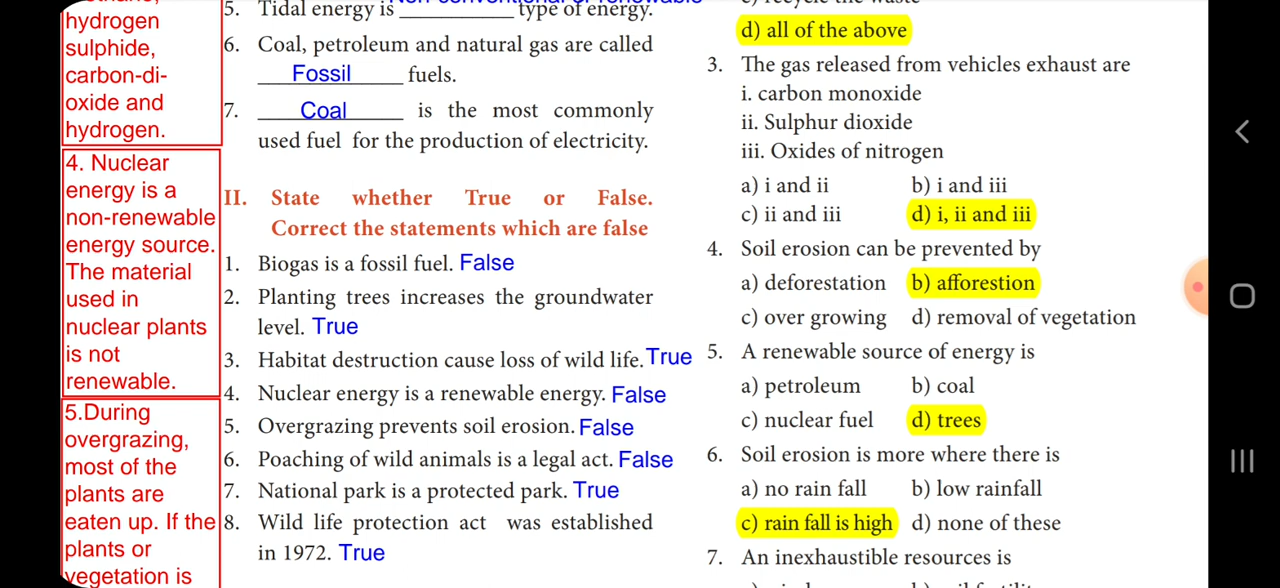 hydrogen
sulphide,
carbon-di-
oxide and
hydrogen.
4. Nuclear
energy is a
non-renewable
energy source.
The material
used in
nuclear plants
is not
renewable.
5.During
overgrazing,
most of the
plants are
eaten up. If the
plants or
vegetation is
5. Tidal energy is ____________ type of energy.
6. Coal, petroleum and natural gas are called
Fossil fuels.
7. Coal is the most commonly
used fuel for the production of electricity.
II. State whether True or False.
Correct the statements which are false
1. Biogas is a fossil fuel. False
2. Planting trees increases the groundwater
level. True
3. Habitat destruction cause loss of wild life. True
4. Nuclear energy is a renewable energy. False
5. Overgrazing prevents soil erosion. False
6. Poaching of wild animals is a legal act. False
7. National park is a protected park. True
8. Wild life protection act was established
in 1972. True
d) all of the above
3. The gas released from vehicles exhaust are
i. carbon monoxide
ii. Sulphur dioxide
iii. Oxides of nitrogen
a) i and ii b) i and iii
c) ii and iii d) i, ii and iii
4. Soil erosion can be prevented by
a) deforestation b) afforestion
c) over growing d) removal of vegetation
5. A renewable source of energy is
a) petroleum b) coal
c) nuclear fuel d) trees
6. Soil erosion is more where there is
a) no rain fall b) low rainfall
c) rain fall is high d) none of these
7. An inexhaustible resources is